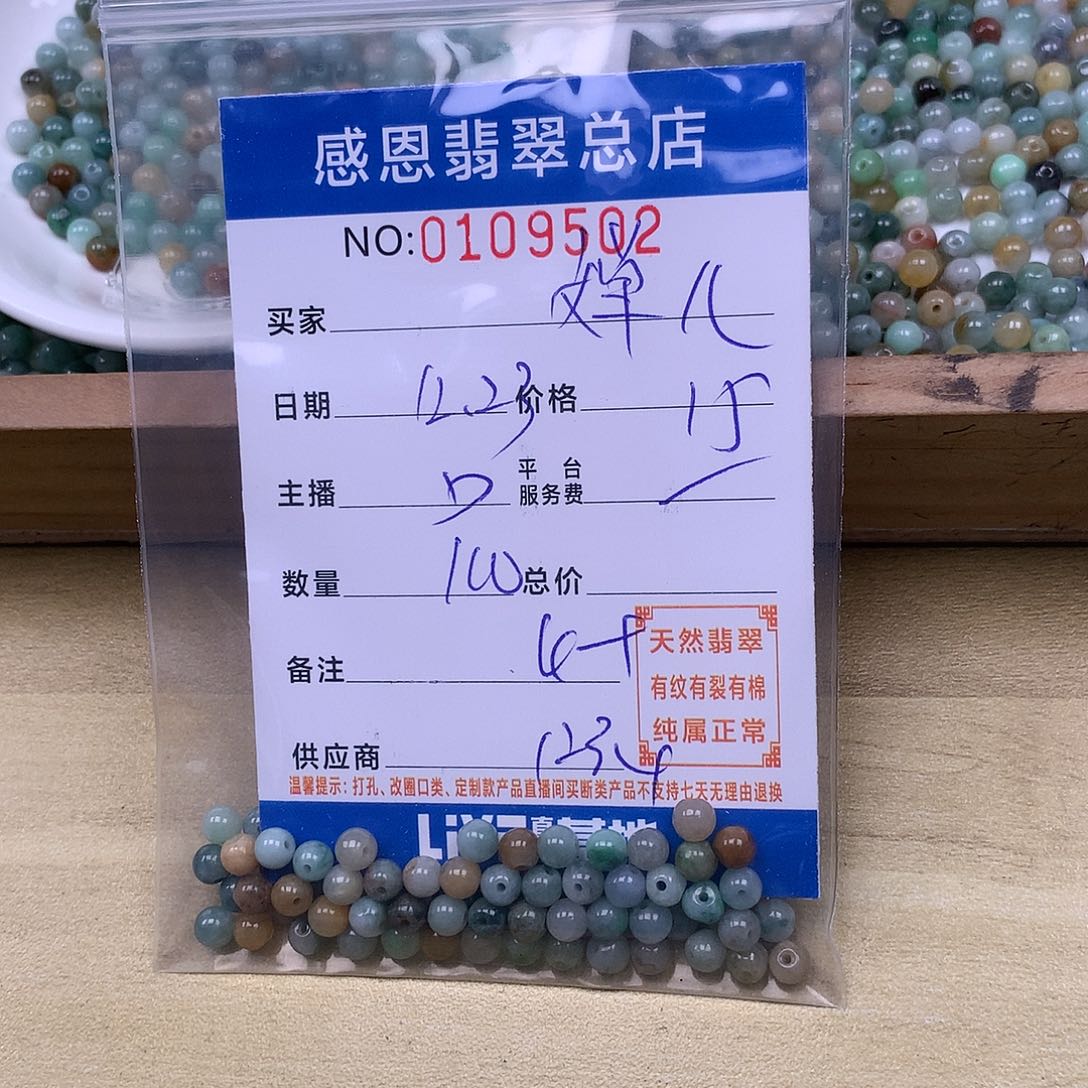 感恩翡翠总店
NO:0109502
买家 婵儿
日期 12.23 价格 15
主播 平台服务费
数量 100 总价
备注
天然翡翠
有纹有裂有棉
纯属正常
供应商 1234
温馨提示：打孔、改圈口类、定制款产品直播间买断类产品不支持七天无理由退换